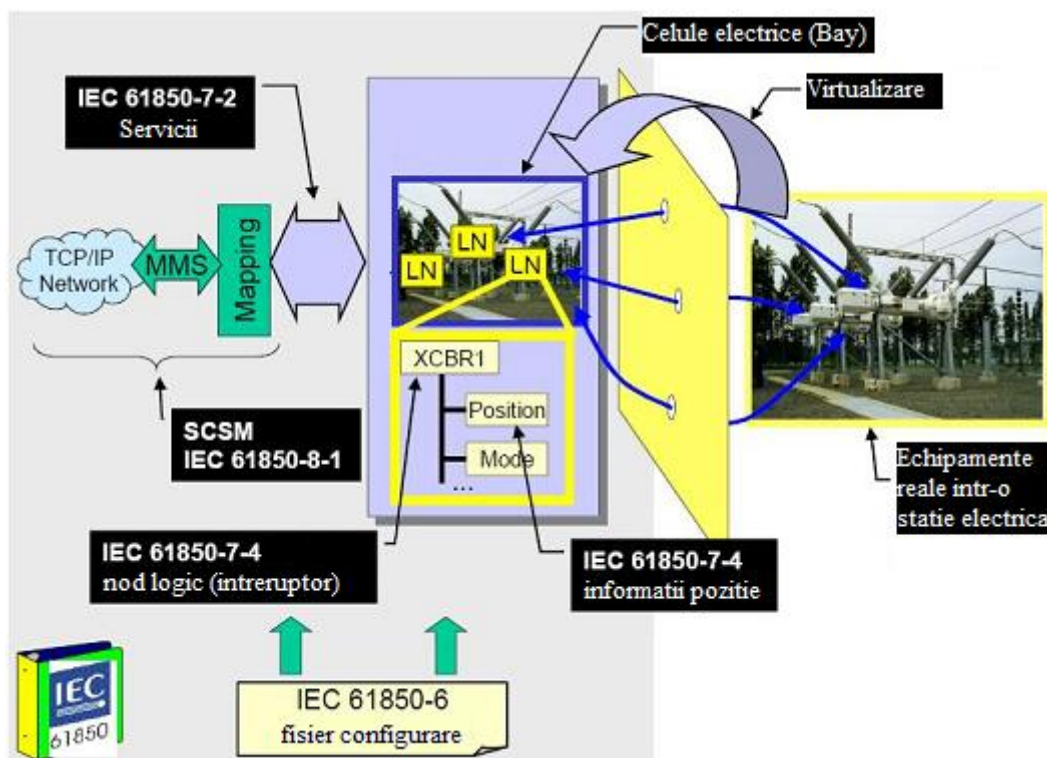 Celule electrice (Bay)
IEC 61850-7-2
Servicii
Virtualizare
TCP/IP
Network
MMS
Mapping
LN
LN
LN
XCBR1
Position
Mode
...
SCSM
IEC 61850-8-1
Echipamente
reale intr-o
statie electrica
IEC 61850-7-4
nod logic (intreruptor)
IEC 61850-7-4
informatii pozitie
IEC 61850-6
fisier configurare
IEC
61850